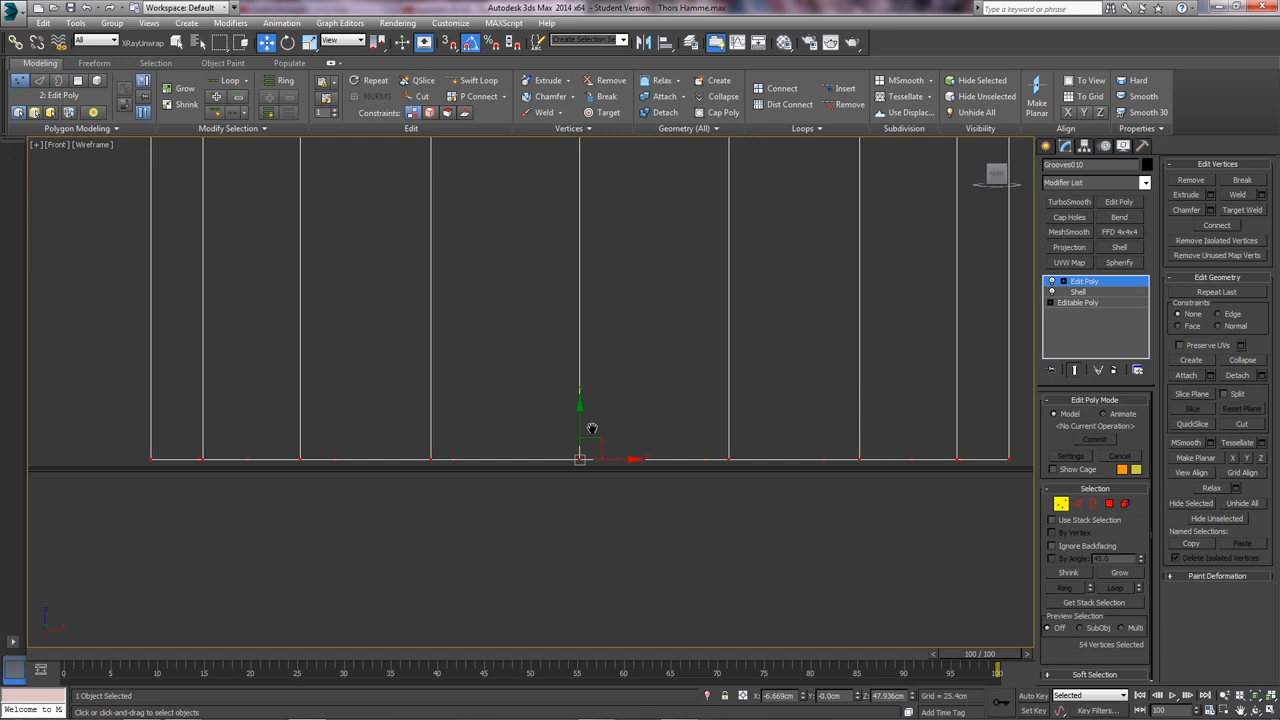 Workspace: Default
Autodesk 3ds Max 2014 x64 - Student Version Thors Hamme.max
Type a keyword or phrase
Edit Tools Group Views Create Modifiers Animation Graph Editors Rendering Customize MAXScript Help
All XRayUnwrap View Create Selection Se
Modeling Freeform Selection Object Paint Populate
2: Edit Poly Grow Loop Ring Repeat QSlice Swift Loop Extrude Remove Relax Create Connect Insert MSmooth Hide Selected To View Hard
Shrink NURMS Cut P Connect Chamfer Break Attach Collapse Dist Connect Remove Tessellate Hide Unselected Make Planar To Grid Smooth
1 Constraints: Weld Target Detach Cap Poly Use Displac... Unhide All X Y Z Smooth 30
Polygon Modeling Modify Selection Edit Vertices Geometry (All) Loops Subdivision Visibility Align Properties
[+] [Front] [Wireframe]
FRONT
Grooves010
Modifier List
TurboSmooth Edit Poly
Cap Holes Bend
MeshSmooth FFD 4x4x4
Projection Shell
UVW Map Spherify
Edit Poly
Shell
Editable Poly
Edit Poly Mode
Model Animate
<No Current Operation>
Commit
Settings Cancel
Show Cage
Selection
Use Stack Selection
By Vertex
Ignore Backfacing
By Angle: 45.0
Shrink Grow
Ring Loop
Get Stack Selection
Preview Selection
Off SubObj Multi
54 Vertices Selected
Soft Selection
Edit Vertices
Remove Break
Extrude Weld
Chamfer Target Weld
Connect
Remove Isolated Vertices
Remove Unused Map Verts
Edit Geometry
Repeat Last
Constraints
None Edge
Face Normal
Preserve UVs
Create Collapse
Attach Detach
Slice Plane Split
Slice Reset Plane
QuickSlice Cut
MSmooth Tessellate
Make Planar X Y Z
View Align Grid Align
Relax
Hide Selected Unhide All
Hide Unselected
Named Selections:
Copy Paste
Delete Isolated Vertices
Paint Deformation
100 / 100
0 5 10 15 20 25 30 35 40 45 50 55 60 65 70 75 80 85 90 95 100
1 Object Selected X: -6.669cm Y: -0.0cm Z: 47.936cm Grid = 25.4cm Auto Key Selected
Welcome to M Click or click-and-drag to select objects Add Time Tag Set Key Key Filters... 100